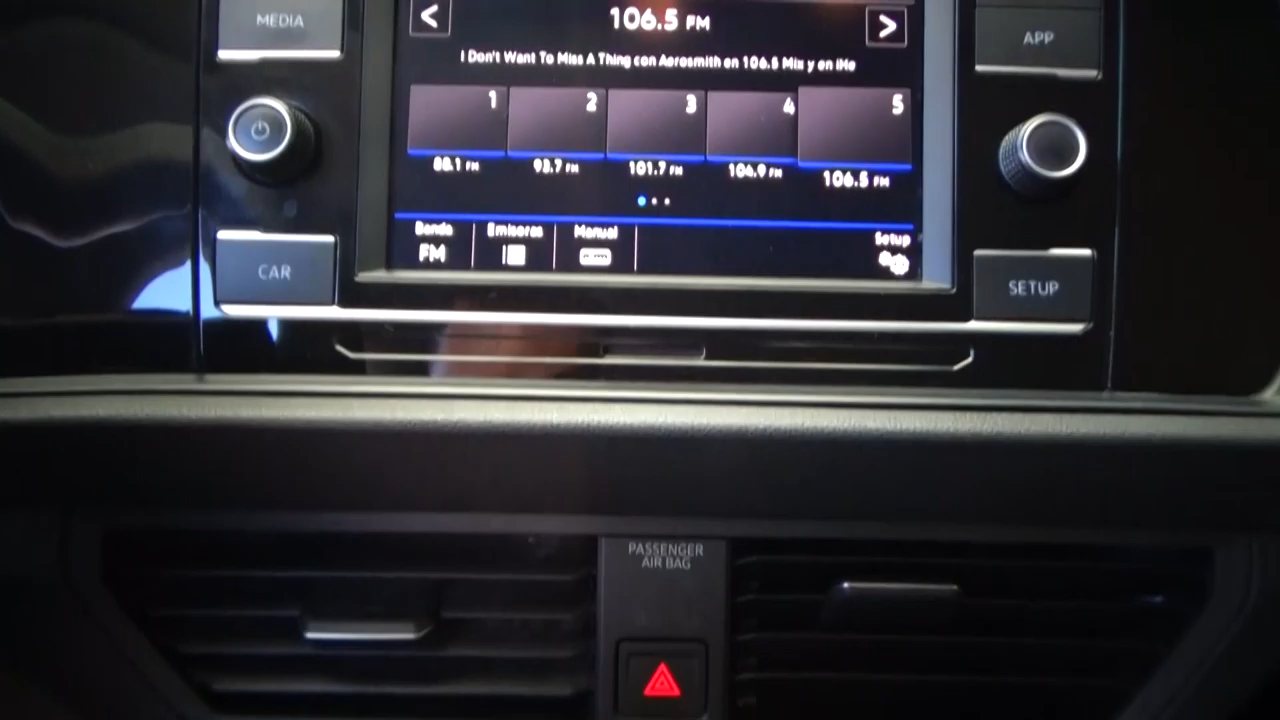 MEDIA
< 106.5 FM >
APP
I Don't Want To Miss A Thing con Aerosmith en 106.5 Mix y en iHe
1 2 3 4 5
88.1 FM 93.7 FM 101.7 FM 104.9 FM 106.5 FM
Banda Emisoras Manual Setup
FM
CAR
SETUP
PASSENGER
AIR BAG